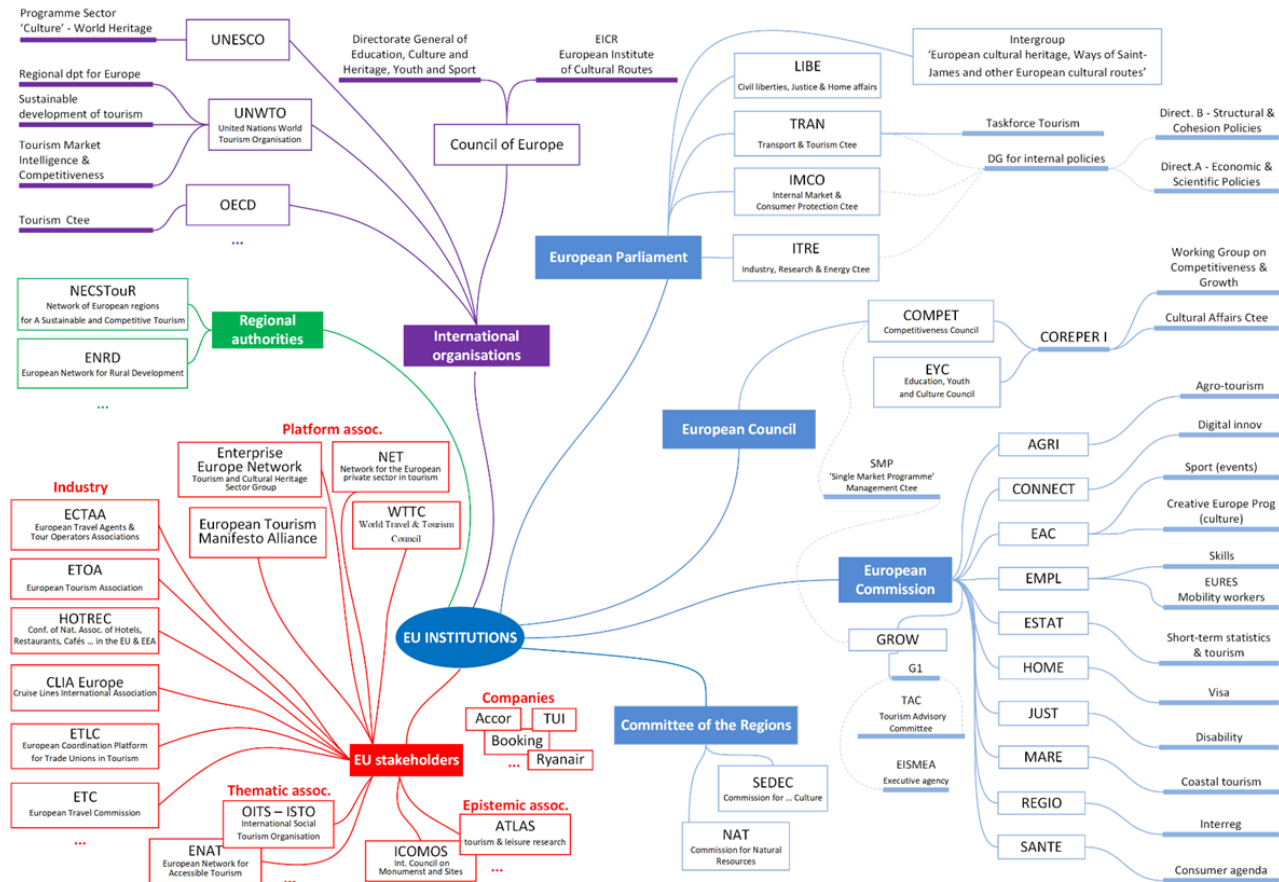 Programme Sector
‘Culture’ - World Heritage
UNESCO
Regional dpt for Europe
Sustainable
development of tourism
Tourism Market
Intelligence &
Competitiveness
UNWTO
United Nations World
Tourism Organisation
Tourism Ctee
OECD
...
Directorate General of
Education, Culture and
Heritage, Youth and Sport
EICR
European Institute
of Cultural Routes
Council of Europe
International
organisations
NECSTouR
Network of European regions
for A Sustainable and Competitive Tourism
ENRD
European Network for Rural Development
...
Regional
authorities
Intergroup
‘European cultural heritage, Ways of Saint-
James and other European cultural routes’
LIBE
Civil liberties, Justice & Home affairs
TRAN
Transport & Tourism Ctee
IMCO
Internal Market &
Consumer Protection Ctee
ITRE
Industry, Research & Energy Ctee
European Parliament
Taskforce Tourism
DG for internal policies
Direct. B - Structural &
Cohesion Policies
Direct.A - Economic &
Scientific Policies
European Council
COMPET
Competitiveness Council
EYC
Education, Youth
and Culture Council
COREPER I
Working Group on
Competitiveness &
Growth
Cultural Affairs Ctee
SMP
‘Single Market Programme’
Management Ctee
European
Commission
AGRI
Agro-tourism
CONNECT
Digital innov
EAC
Sport (events)
Creative Europe Prog
(culture)
EMPL
Skills
EURES
Mobility workers
ESTAT
Short-term statistics
& tourism
HOME
Visa
JUST
Disability
MARE
Coastal tourism
REGIO
Interreg
SANTE
Consumer agenda
GROW
G1
TAC
Tourism Advisory
Committee
EISMEA
Executive agency
EU INSTITUTIONS
Committee of the Regions
SEDEC
Commission for ... Culture
NAT
Commission for Natural
Resources
Platform assoc.
Enterprise
Europe Network
Tourism and Cultural Heritage
Sector Group
NET
Network for the European
private sector in tourism
European Tourism
Manifesto Alliance
WTTC
World Travel & Tourism
Council
Industry
ECTAA
European Travel Agents &
Tour Operators Associations
ETOA
European Tourism Association
HOTREC
Conf. of Nat. Assoc. of Hotels,
Restaurants, Cafés ... in the EU & EEA
CLIA Europe
Cruise Lines International Association
ETLC
European Coordination Platform
for Trade Unions in Tourism
ETC
European Travel Commission
...
EU stakeholders
Companies
Accor
TUI
Booking
Ryanair
...
Thematic assoc.
OITS – ISTO
International Social
Tourism Organisation
ENAT
European Network for
Accessible Tourism
...
Epistemic assoc.
ATLAS
tourism & leisure research
ICOMOS
Int. Council on
Monumenst and Sites
...